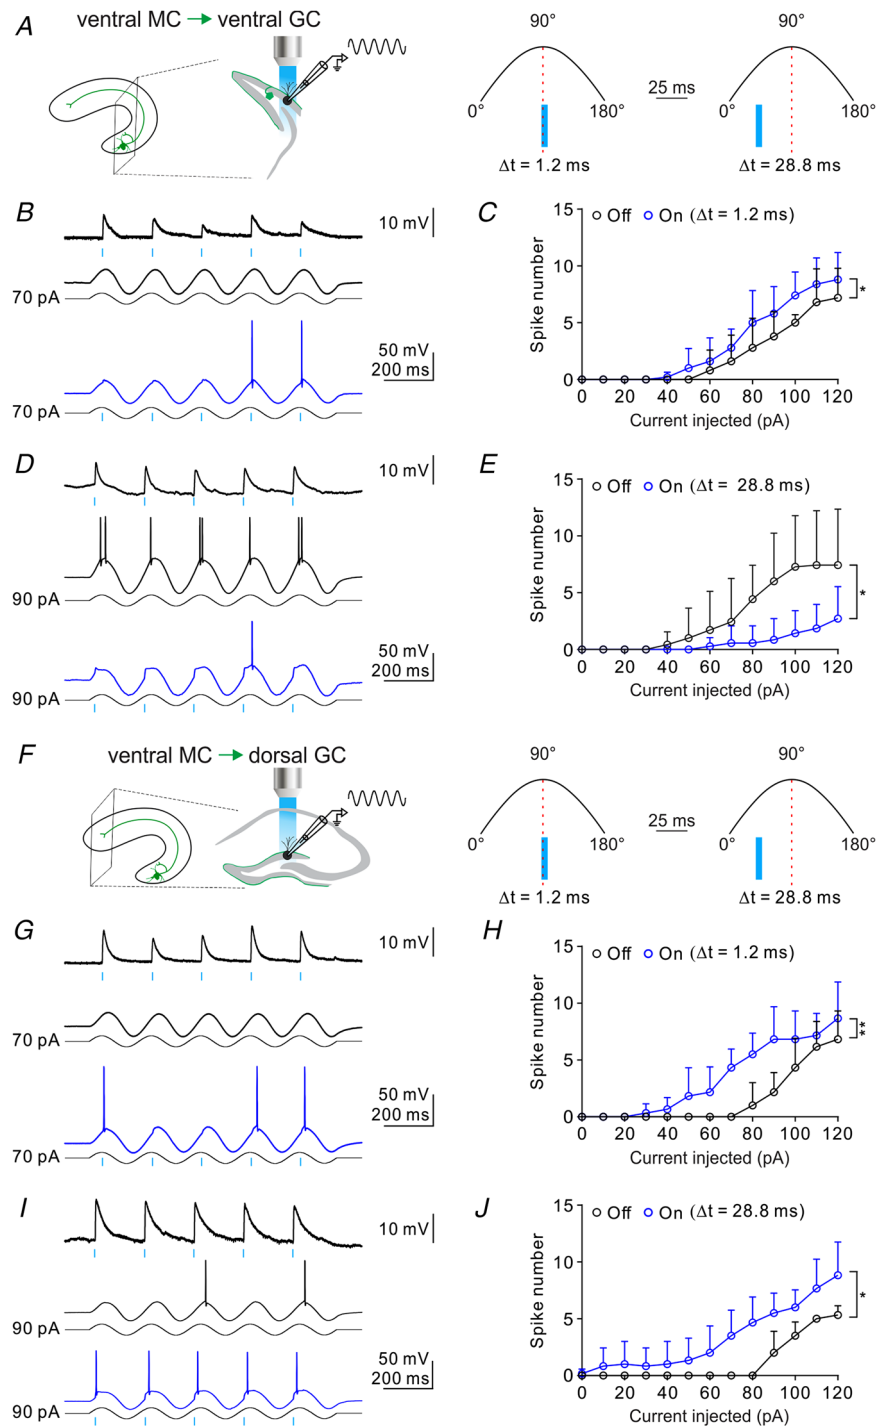 A ventral MC → ventral GC
90° 90°
25 ms
0° 180° 0° 180°
Δt = 1.2 ms Δt = 28.8 ms
B
10 mV
70 pA
50 mV
200 ms
70 pA
C
15
Off On (Δt = 1.2 ms)
10
5
0
Spike number
*
0 20 40 60 80 100 120
Current injected (pA)
D
10 mV
90 pA
50 mV
200 ms
90 pA
E
15
Off On (Δt = 28.8 ms)
10
5
0
Spike number
*
0 20 40 60 80 100 120
Current injected (pA)
F ventral MC → dorsal GC
90° 90°
25 ms
0° 180° 0° 180°
Δt = 1.2 ms Δt = 28.8 ms
G
10 mV
70 pA
50 mV
200 ms
70 pA
H
15
Off On (Δt = 1.2 ms)
10
5
0
Spike number
**
0 20 40 60 80 100 120
Current injected (pA)
I
10 mV
90 pA
50 mV
200 ms
90 pA
J
15
Off On (Δt = 28.8 ms)
10
5
0
Spike number
*
0 20 40 60 80 100 120
Current injected (pA)